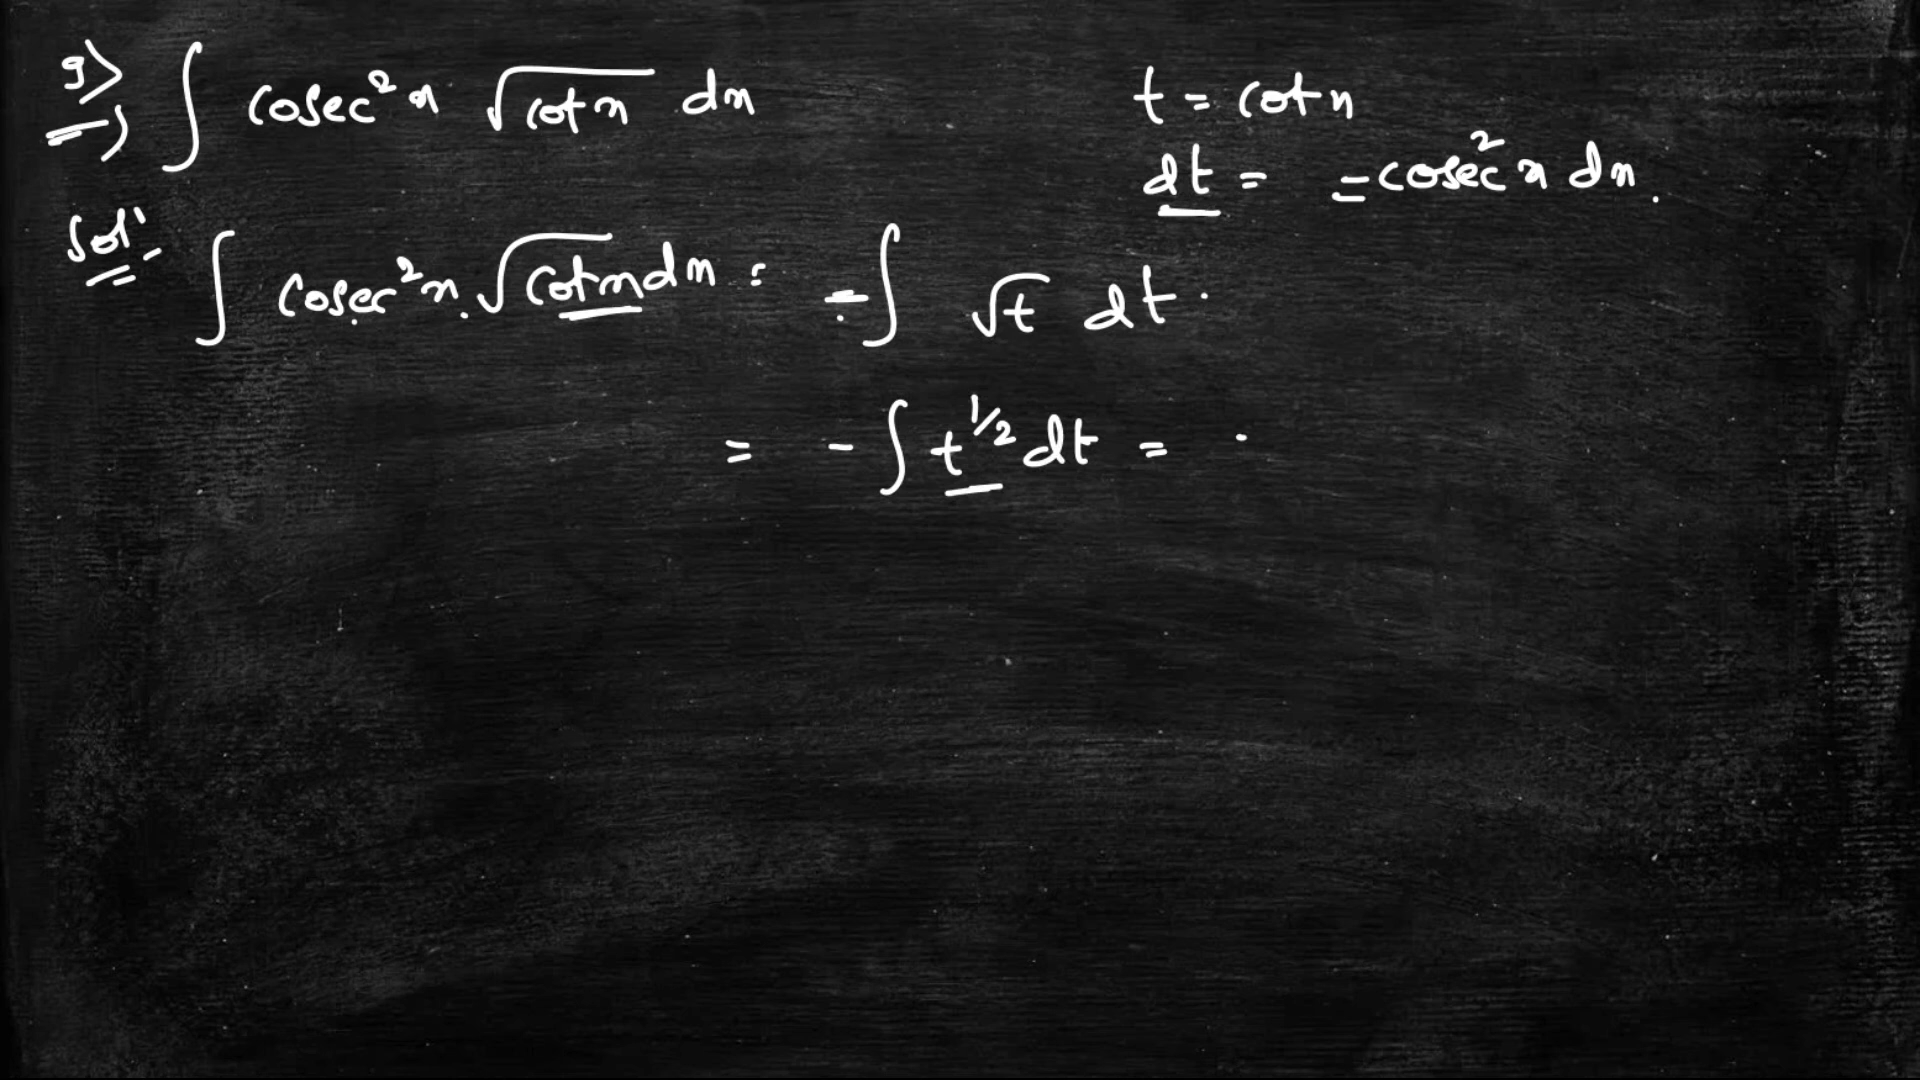 9) ∫ cosec²x √cotx dx
t = cotx
dt = -cosec²x dx.
Sol: ∫ cosec²x.√cotx dx = -∫ √t dt.
= -∫ t^1/2 dt =